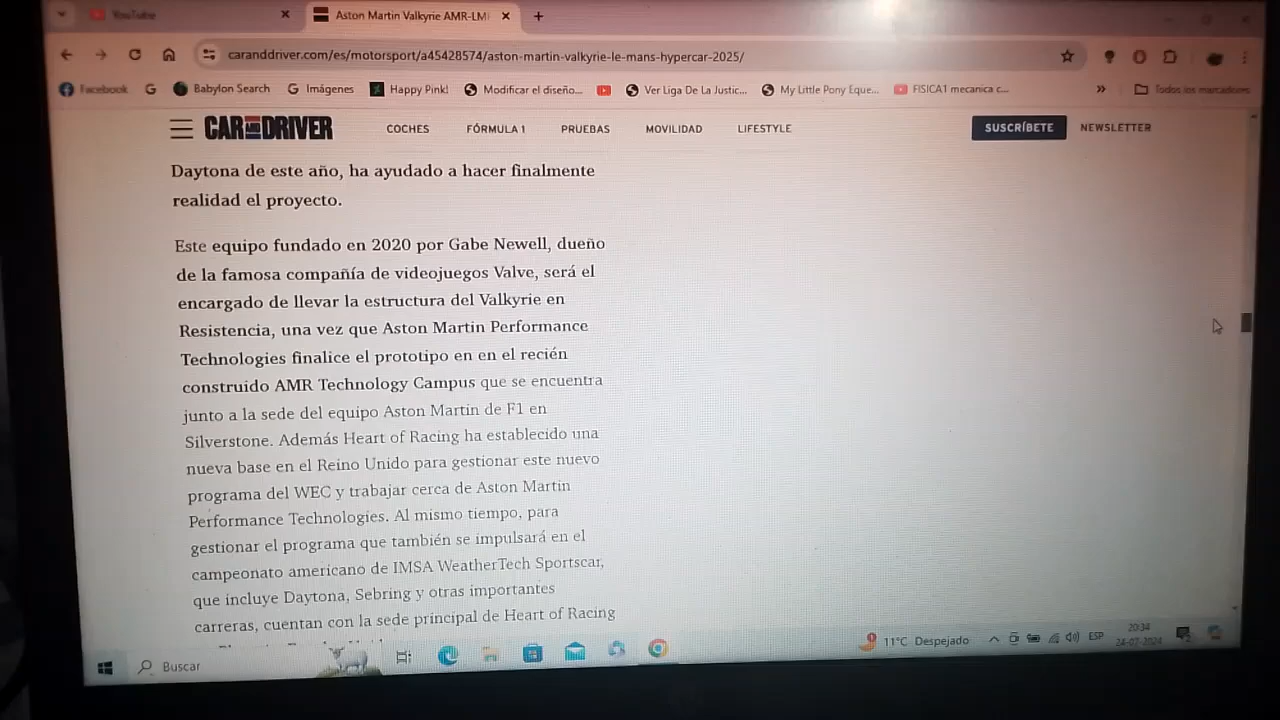 YouTube
Aston Martin Valkyrie AMR-LM
caranddriver.com/es/motorsport/a45428574/aston-martin-valkyrie-le-mans-hypercar-2025/
Facebook
Babylon Search
Imágenes
Happy Pink!
Modificar el diseño...
Ver Liga De La Justic...
My Little Pony Eque...
FISICA1 mecanica c...
Todos los marcadores
CAR AND DRIVER
COCHES
FÓRMULA 1
PRUEBAS
MOVILIDAD
LIFESTYLE
SUSCRÍBETE
NEWSLETTER
Daytona de este año, ha ayudado a hacer finalmente
realidad el proyecto.
Este equipo fundado en 2020 por Gabe Newell, dueño
de la famosa compañía de videojuegos Valve, será el
encargado de llevar la estructura del Valkyrie en
Resistencia, una vez que Aston Martin Performance
Technologies finalice el prototipo en en el recién
construido AMR Technology Campus que se encuentra
junto a la sede del equipo Aston Martin de F1 en
Silverstone. Además Heart of Racing ha establecido una
nueva base en el Reino Unido para gestionar este nuevo
programa del WEC y trabajar cerca de Aston Martin
Performance Technologies. Al mismo tiempo, para
gestionar el programa que también se impulsará en el
campeonato americano de IMSA WeatherTech Sportscar,
que incluye Daytona, Sebring y otras importantes
carreras, cuentan con la sede principal de Heart of Racing
Buscar
11°C Despejado
ESP
20:34
24-07-2024